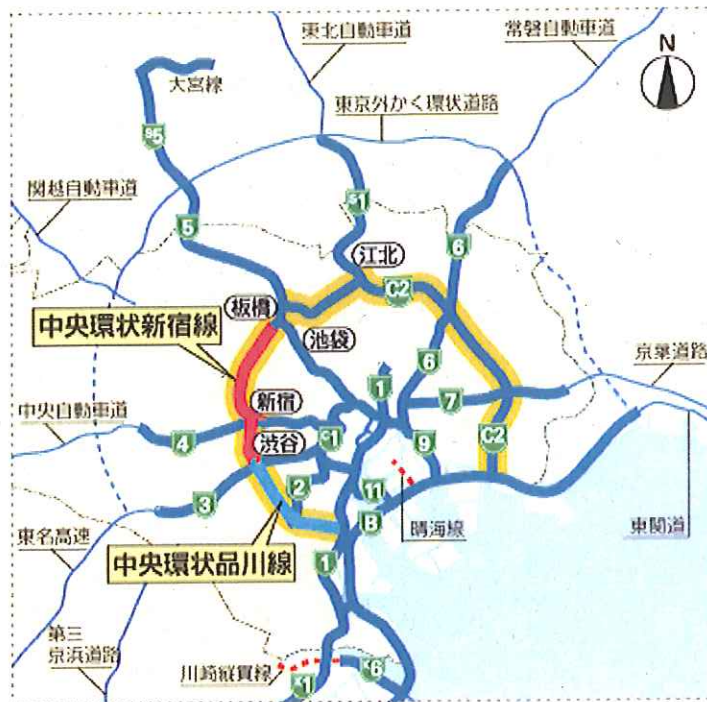 東北自動車道
常磐自動車道
N
大宮線
東京外かく環状道路
S5
関越自動車道
S1
5
6
江北
C2
板橋
中央環状新宿線
池袋
京葉道路
6
1
7
新宿
中央自動車道
4
C1
C2
渋谷
9
2
11
3
B
晴海線
東関道
東名高速
中央環状品川線
1
第三
京浜道路
川崎縦貫線
K6
K1